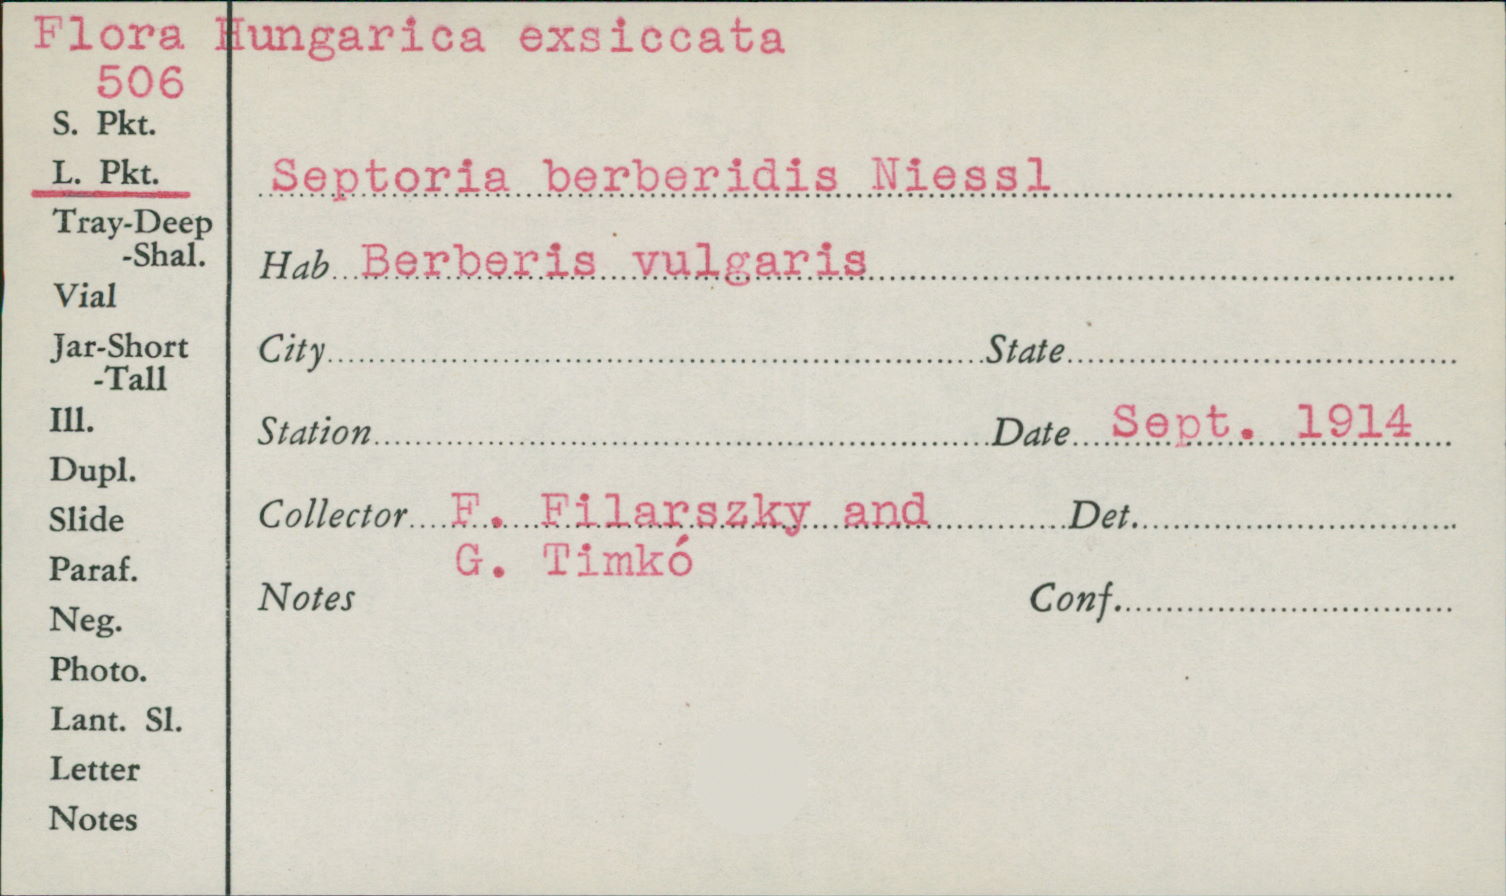 Flora Hungarica exsiccata
506
S. Pkt.
L. Pkt.
Tray-Deep
-Shal.
Vial
Jar-Short
-Tall
Ill.
Dupl.
Slide
Paraf.
Neg.
Photo.
Lant. Sl.
Letter
Notes
Septoria berberidis Niessl
Hab Berberis vulgaris
City State
Station Date Sept. 1914
Collector F. Filarszky and Det.
G. Timkó
Notes Conf.